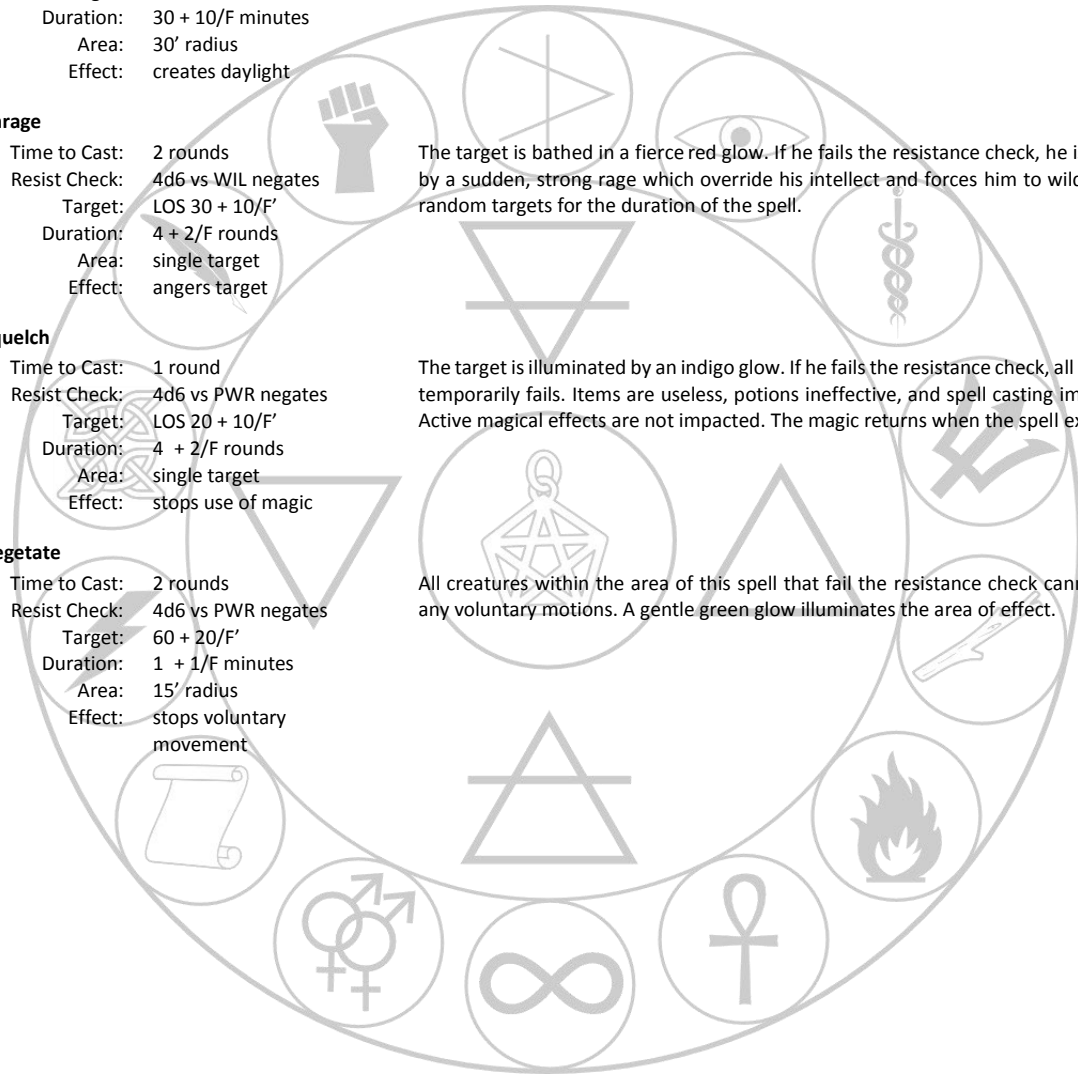 Duration: 30 + 10/F minutes
Area: 30’ radius
Effect: creates daylight
nrage
Time to Cast: 2 rounds
Resist Check: 4d6 vs WIL negates
Target: LOS 30 + 10/F’
Duration: 4 + 2/F rounds
Area: single target
Effect: angers target
The target is bathed in a fierce red glow. If he fails the resistance check, he i
by a sudden, strong rage which override his intellect and forces him to wild
random targets for the duration of the spell.
quelch
Time to Cast: 1 round
Resist Check: 4d6 vs PWR negates
Target: LOS 20 + 10/F’
Duration: 4 + 2/F rounds
Area: single target
Effect: stops use of magic
The target is illuminated by an indigo glow. If he fails the resistance check, all
temporarily fails. Items are useless, potions ineffective, and spell casting im
Active magical effects are not impacted. The magic returns when the spell ex
egetate
Time to Cast: 2 rounds
Resist Check: 4d6 vs PWR negates
Target: 60 + 20/F’
Duration: 1 + 1/F minutes
Area: 15’ radius
Effect: stops voluntary
movement
All creatures within the area of this spell that fail the resistance check cann
any voluntary motions. A gentle green glow illuminates the area of effect.